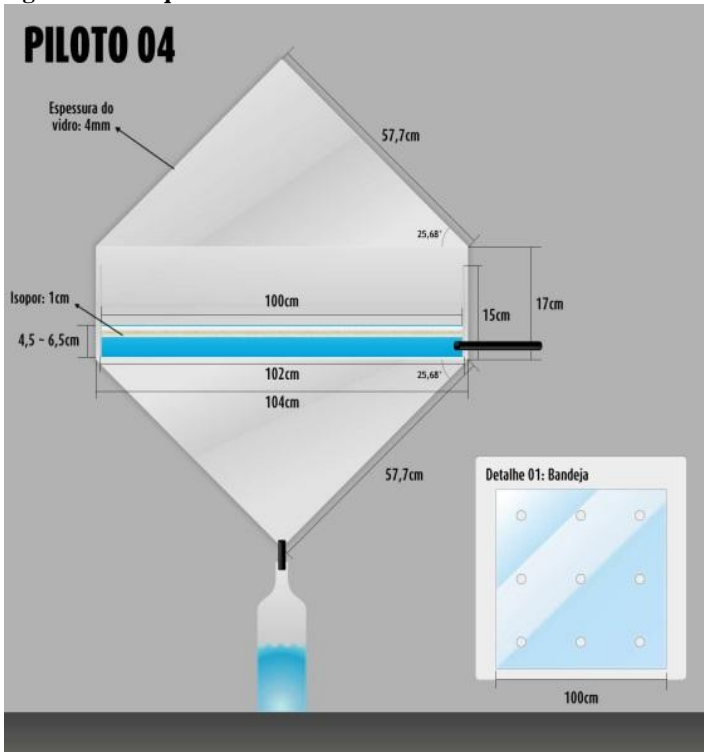 PILOTO 04
Espessura do
vidro: 4mm
57,7cm
25,68°
Isopor: 1cm
100cm
15cm
17cm
4,5 ~ 6,5cm
102cm
25,68°
104cm
57,7cm
Detalhe 01: Bandeja
100cm